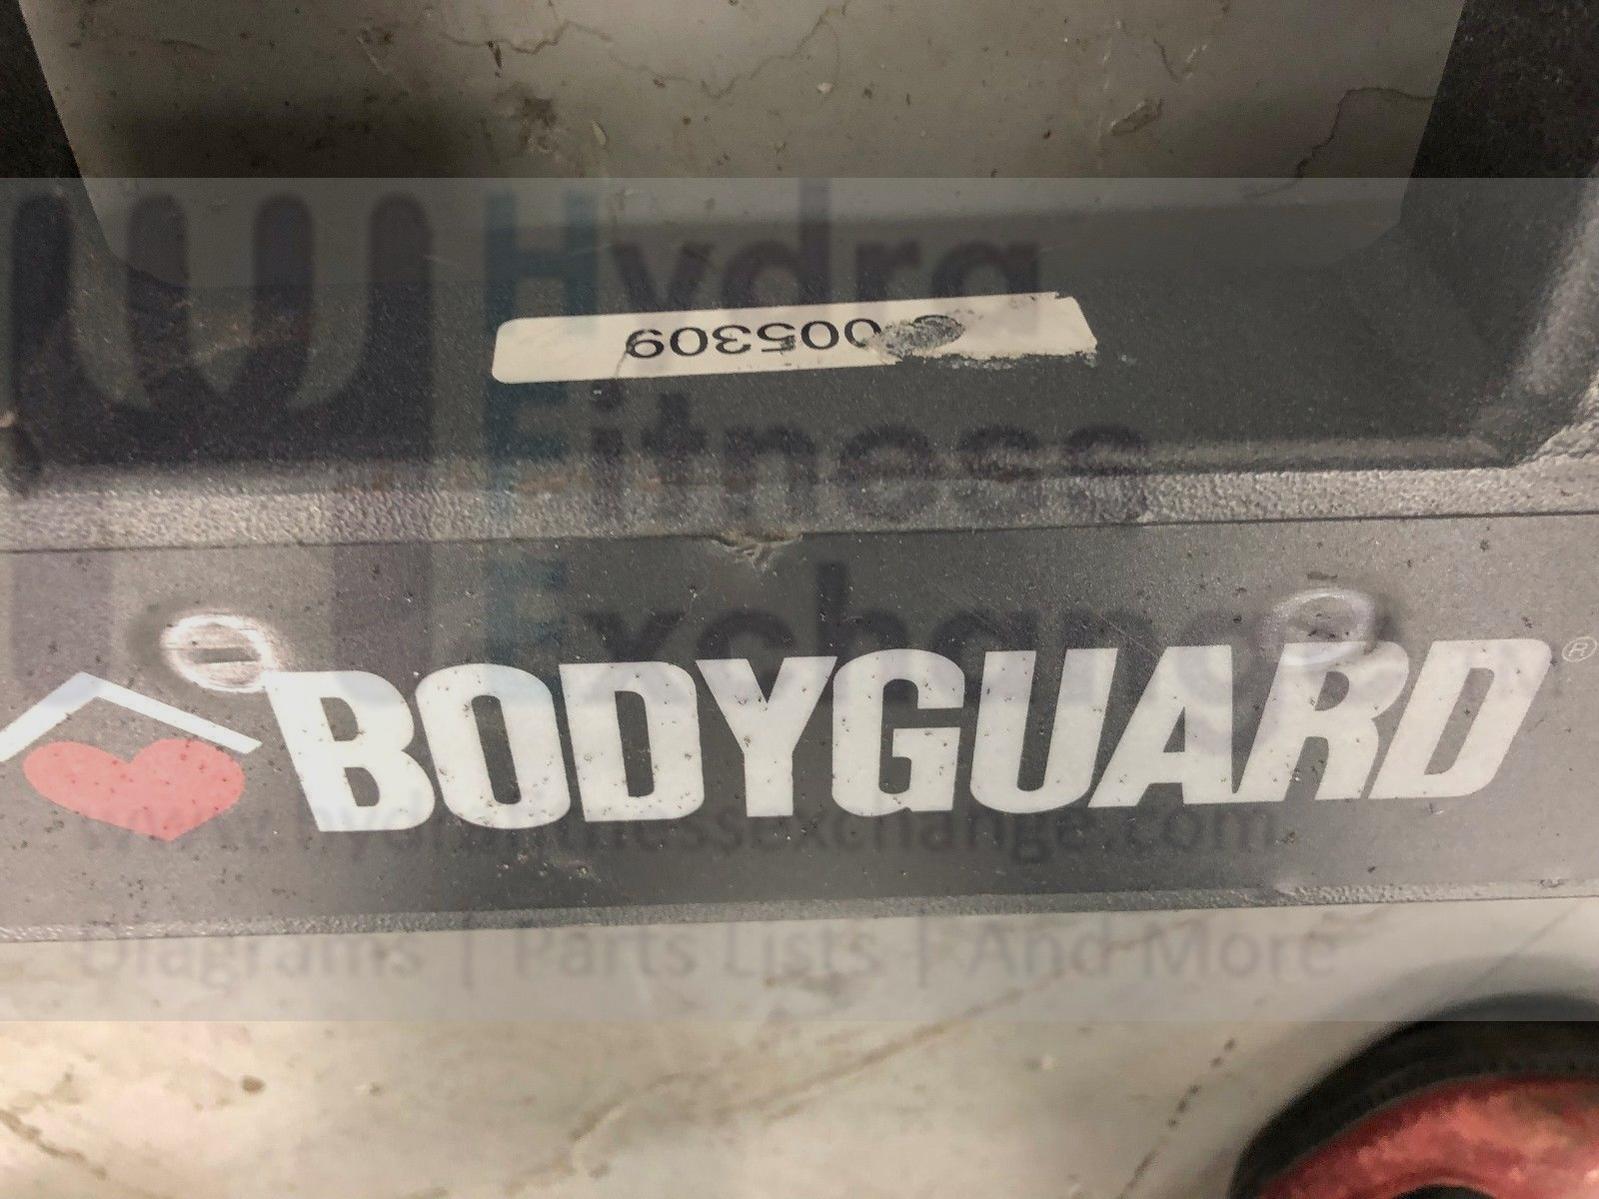 Hydra
005309
Fitness
Exchange
BODYGUARD®
www.hydrafitnessexchange.com
Diagrams | Parts Lists | And More